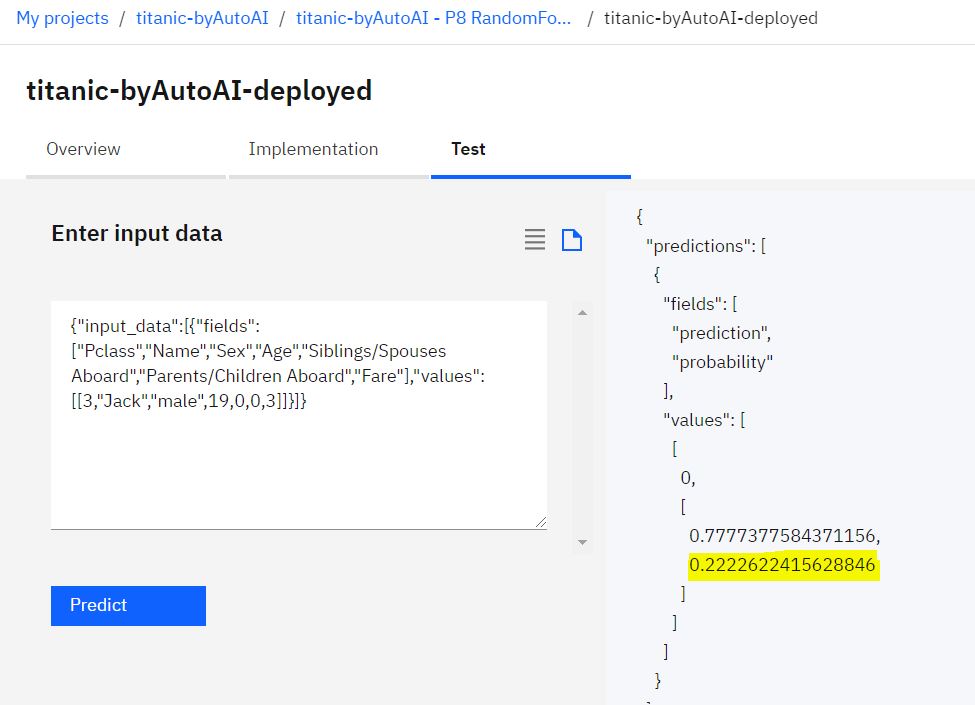 My projects / titanic-byAutoAI / titanic-byAutoAI - P8 RandomFo... / titanic-byAutoAI-deployed
titanic-byAutoAI-deployed
Overview Implementation Test
Enter input data
{"input_data":[{"fields":
["Pclass","Name","Sex","Age","Siblings/Spouses
Aboard","Parents/Children Aboard","Fare"],"values":
[[3,"Jack","male",19,0,0,3]]}]}
Predict
{
"predictions": [
{
"fields": [
"prediction",
"probability"
],
"values": [
[
0,
[
0.7777377584371156,
0.2222622415628846
]
]
]
}